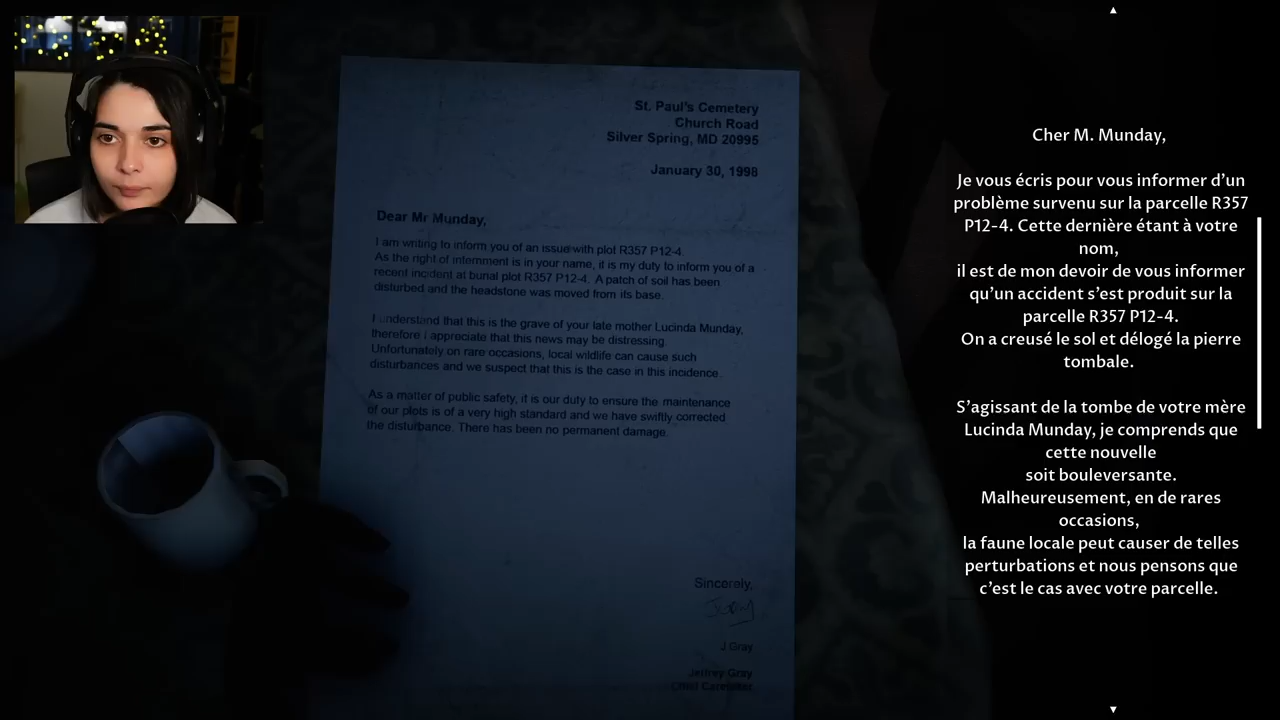 St. Paul's Cemetery
Church Road
Silver Spring, MD 20995
January 30, 1998
Dear Mr Munday,
I am writing to inform you of an issue with plot R357 P12-4.
As the right of internment is in your name, it is my duty to inform you of a
recent incident at burial plot R357 P12-4. A patch of soil has been
disturbed and the headstone was moved from its base.
I understand that this is the grave of your late mother Lucinda Munday,
therefore i appreciate that this news may be distressing.
Unfortunately on rare occasions, local wildlife can cause such
disturbances and we suspect that this is the case in this incidence.
As a matter of public safety, it is our duty to ensure the maintenance
of our plots is of a very high standard and we have swiftly corrected
the disturbance. There has been no permanent damage.
Sincerely,
J Gray
Jeffrey Gray
Chief Caretaker
Cher M. Munday,
Je vous écris pour vous informer d'un
problème survenu sur la parcelle R357
P12-4. Cette dernière étant à votre
nom,
il est de mon devoir de vous informer
qu'un accident s'est produit sur la
parcelle R357 P12-4.
On a creusé le sol et délogé la pierre
tombale.
S'agissant de la tombe de votre mère
Lucinda Munday, je comprends que
cette nouvelle
soit bouleversante.
Malheureusement, en de rares
occasions,
la faune locale peut causer de telles
perturbations et nous pensons que
c'est le cas avec votre parcelle.